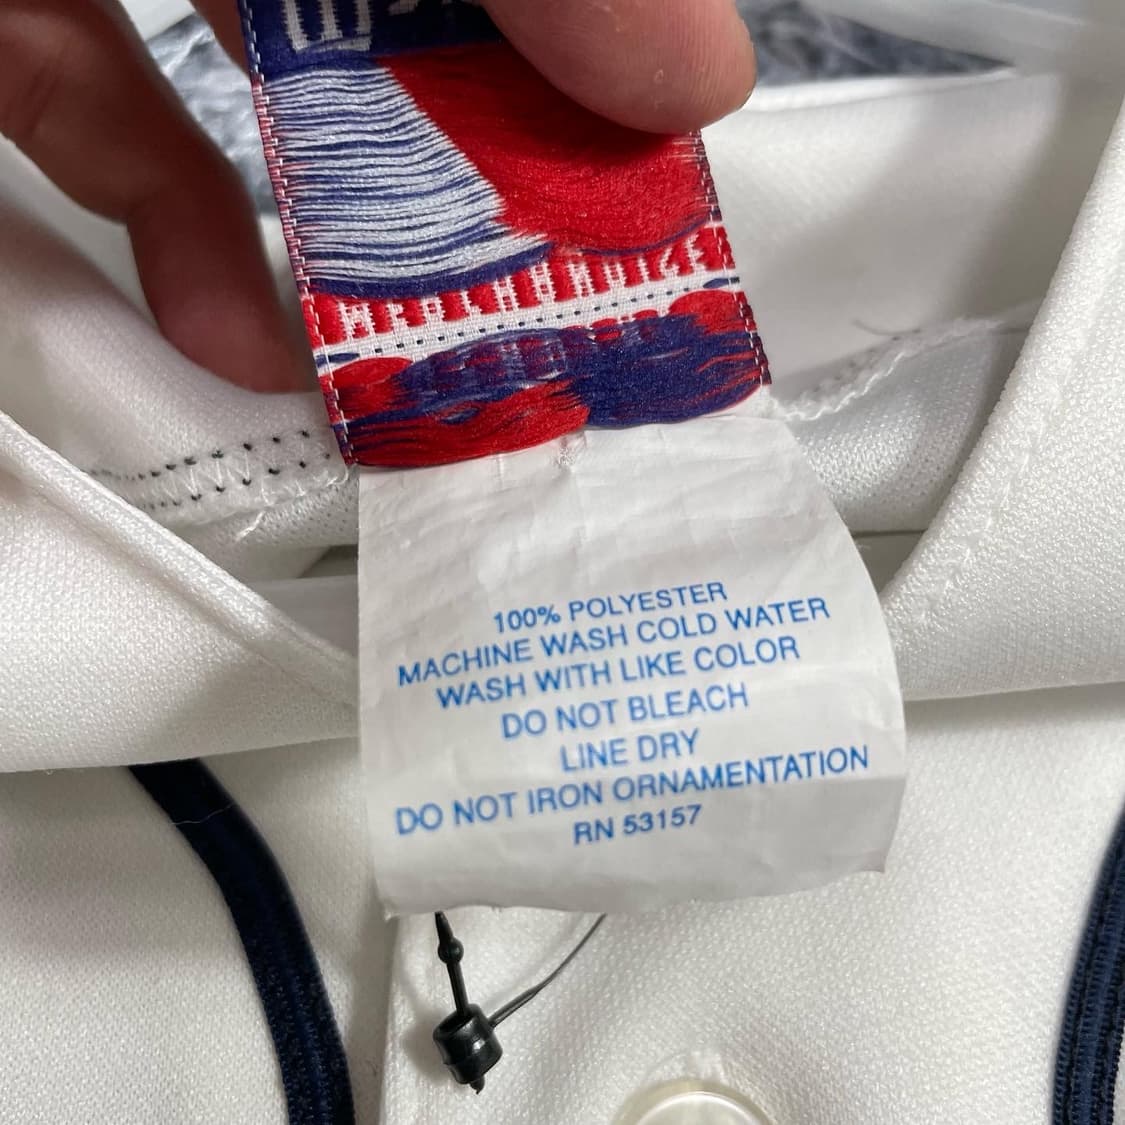 MERCHANDISE
100% POLYESTER
MACHINE WASH COLD WATER
WASH WITH LIKE COLOR
DO NOT BLEACH
LINE DRY
DO NOT IRON ORNAMENTATION
RN 53157